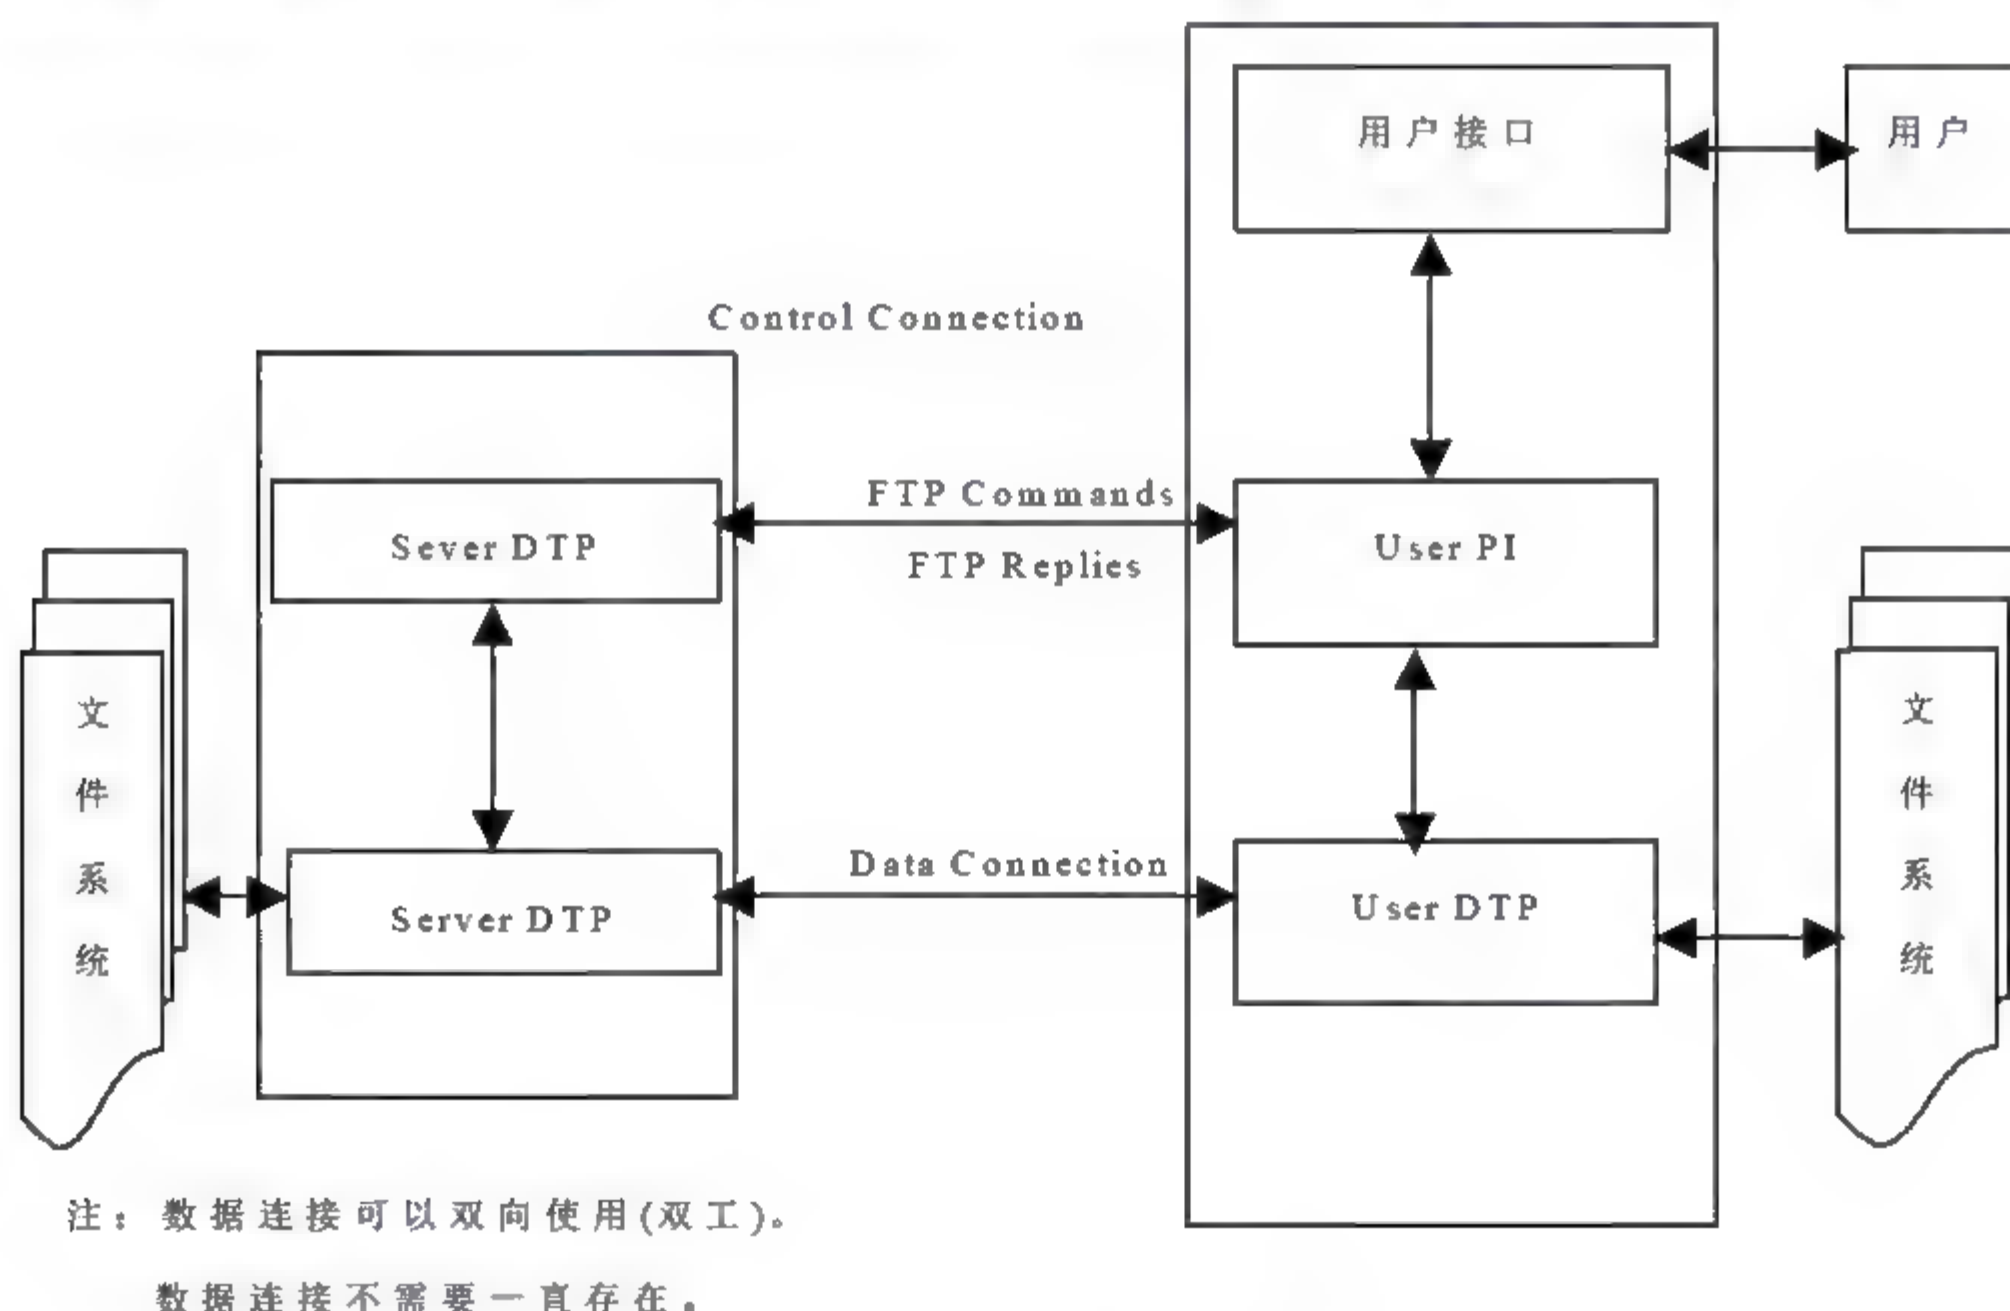 用户接口
用户
Control Connection
FTP Commands
Sever DTP
User PI
FTP Replies
文件系统
文件系统
Data Connection
Server DTP
User DTP
注：数据连接可以双向使用(双工)。
数据连接不需要一直存在。